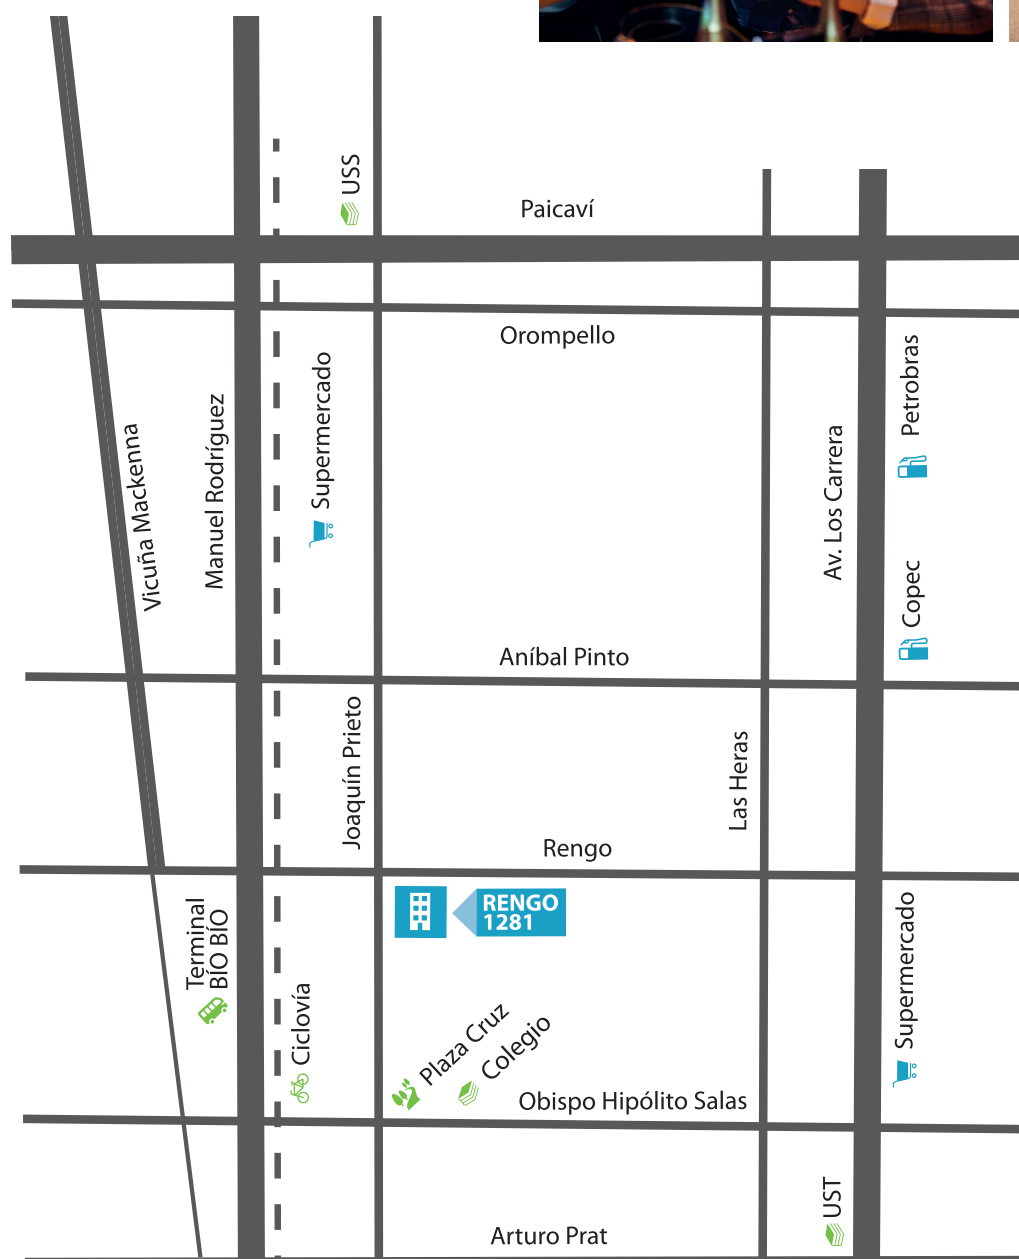 USS
Paicaví
Orompello
Petrobras
Supermercado
Manuel Rodríguez
Vicuña Mackenna
Av. Los Carrera
Copec
Aníbal Pinto
Joaquín Prieto
Las Heras
Rengo
RENGO
1281
Terminal
BÍO BÍO
Supermercado
Ciclovía
Plaza Cruz
Colegio
Obispo Hipólito Salas
UST
Arturo Prat